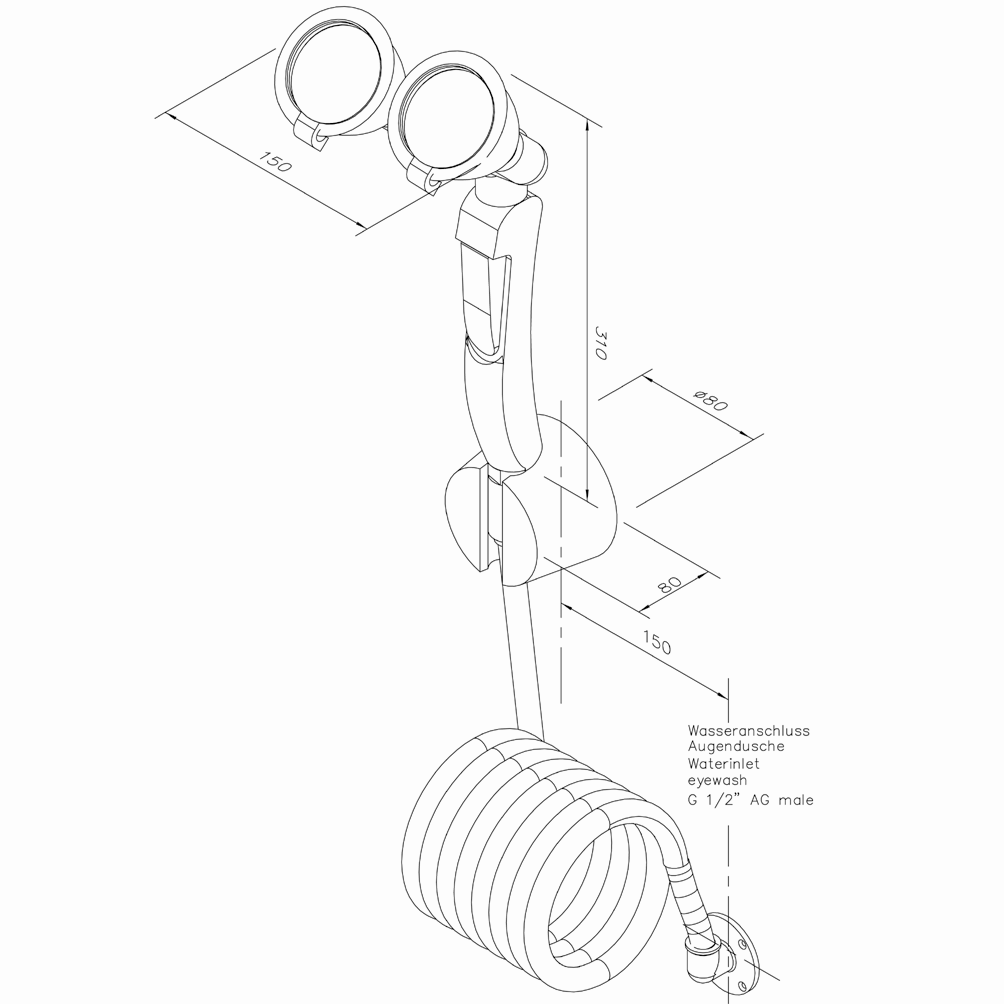 150
310
ø80
80
150
Wasseranschluss
Augendusche
Waterinlet
eyewash
G 1/2" AG male